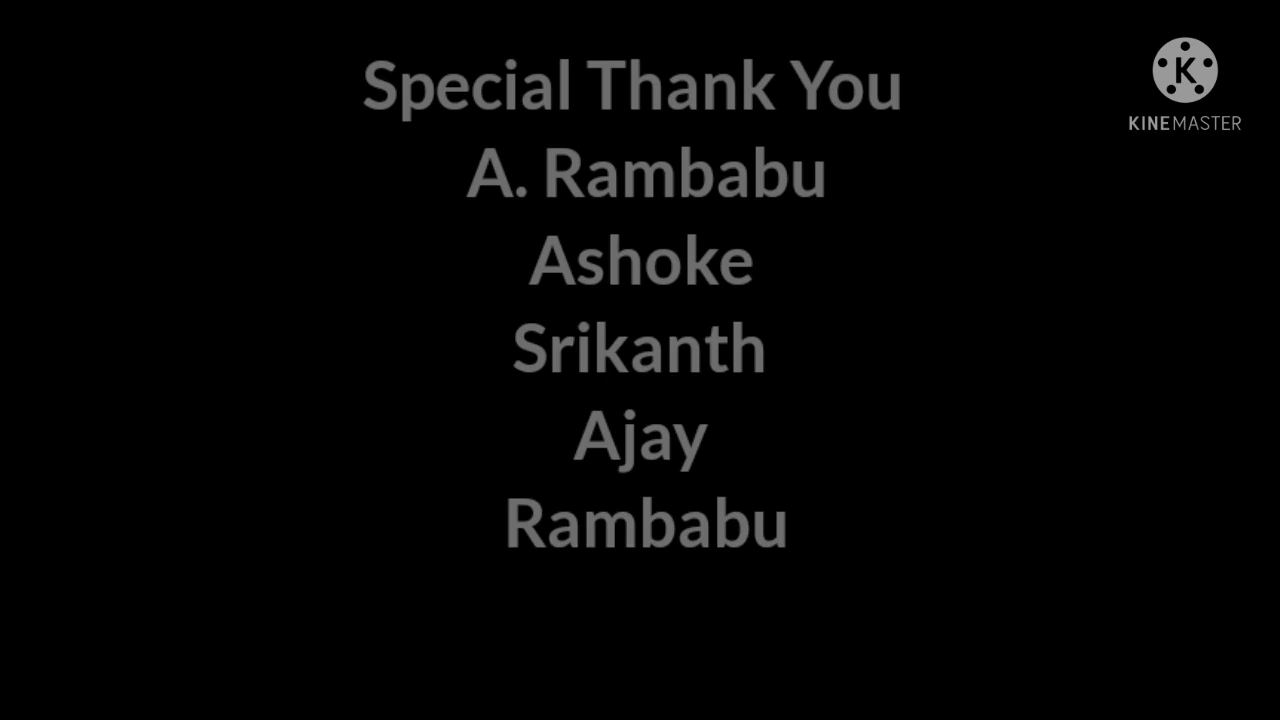 Special Thank You
A. Rambabu
Ashoke
Srikanth
Ajay
Rambabu
K
KINEMASTER